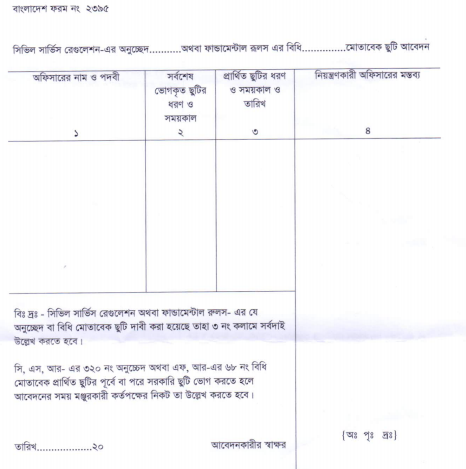 বাংলাদেশ ফরম নং ২৩৯৫
সিভিল সার্ভিস রেগুলেশন-এর অনুচ্ছেদ...........অথবা ফান্ডামেন্টাল রুলস এর বিধি...............মোতাবেক ছুটি আবেদন
অফিসারের নাম ও পদবী
১
সর্বশেষ
ভোগকৃত ছুটির
ধরণ ও
সময়কাল
২
প্রার্থিত ছুটির ধরণ
ও সময়কাল ও
তারিখ
৩
নিয়ন্ত্রণকারী অফিসারের মন্তব্য
৪
বিঃ দ্রঃ - সিভিল সার্ভিস রেগুলেশন অথবা ফান্ডামেন্টাল রুলস- এর যে
অনুচ্ছেদ বা বিধি মোতাবেক ছুটি দাবী করা হয়েছে তাহা ৩ নং কলামে সর্বদাই
উল্লেখ করতে হবে।
সি, এস, আর- এর ৩২০ নং অনুচ্ছেদ অথবা এফ, আর-এর ৬৮ নং বিধি
মোতাবেক প্রার্থিত ছুটির পূর্বে বা পরে সরকারি ছুটি ভোগ করতে হলে
আবেদনের সময় মঞ্জুরকারী কর্তপক্ষের নিকট তা উল্লেখ করতে হবে।
তারিখ..................২০
আবেদনকারীর স্বাক্ষর
(অঃ পৃঃ দ্রঃ)